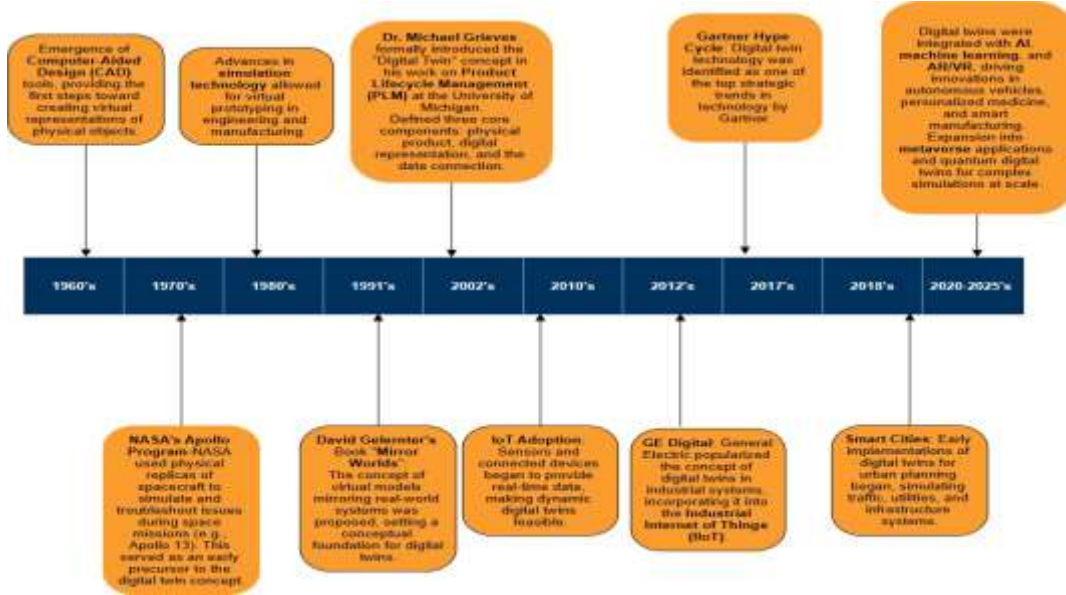 Emergence of
Computer-Aided
Design (CAD)
tools, providing the
first steps toward
creating virtual
representations of
physical objects.
Advances in
simulation
technology allowed
for virtual
prototyping in
engineering and
manufacturing
Dr. Michael Grieves
formally introduced the
"Digital Twin" concept in
his work on Product
Lifecycle Management
(PLM) at the University of
Michigan.
Defined three core
components: physical
product, digital
representation, and the
data connection.
Gartner Hype
Cycle: Digital twin
technology was
identified as one of
the top strategic
trends in
technology by
Gartner.
Digital twins were
integrated with AI,
machine learning, and
AR/VR, driving
innovations in
autonomous vehicles,
personalized medicine,
and smart
manufacturing.
Expansion into
metaverse applications
and quantum digital
twins for complex
simulations at scale.
1960's
1970's
1980's
1991's
2002's
2010's
2012's
2017's
2018's
2020-2025's
NASA's Apollo
Program-NASA
used physical
replicas of
spacecraft to
simulate and
troubleshoot issues
during space
missions (e.g.,
Apollo 13). This
served as an early
precursor to the
digital twin concept.
David Gelernter's
Book "Mirror
Worlds"
The concept of
virtual models
mirroring real-world
systems was
proposed, setting a
conceptual
foundation for digital
twins.
IoT Adoption:
Sensors and
connected devices
began to provide
real-time data,
making dynamic
digital twins
feasible.
GE Digital: General
Electric popularized
the concept of
digital twins in
industrial systems,
incorporating it into
the Industrial
Internet of Things
(IIoT).
Smart Cities: Early
implementations of
digital twins for
urban planning
began, simulating
traffic, utilities, and
infrastructure
systems.